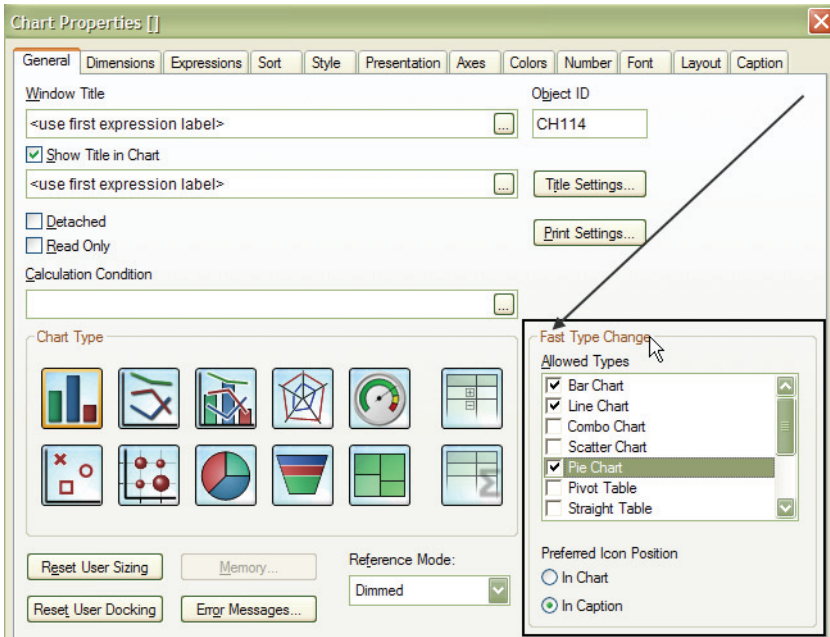 Chart Properties []
General Dimensions Expressions Sort Style Presentation Axes Colors Number Font Layout Caption
Window Title
<use first expression label> ...
Object ID
CH114
Show Title in Chart
<use first expression label> ...
Title Settings...
Detached
Read Only
Print Settings...
Calculation Condition
...
Chart Type
Fast Type Change
Allowed Types
Bar Chart
Line Chart
Combo Chart
Scatter Chart
Pie Chart
Pivot Table
Straight Table
Preferred Icon Position
In Chart
In Caption
Reset User Sizing
Memory...
Reference Mode:
Dimmed
Reset User Docking
Error Messages...